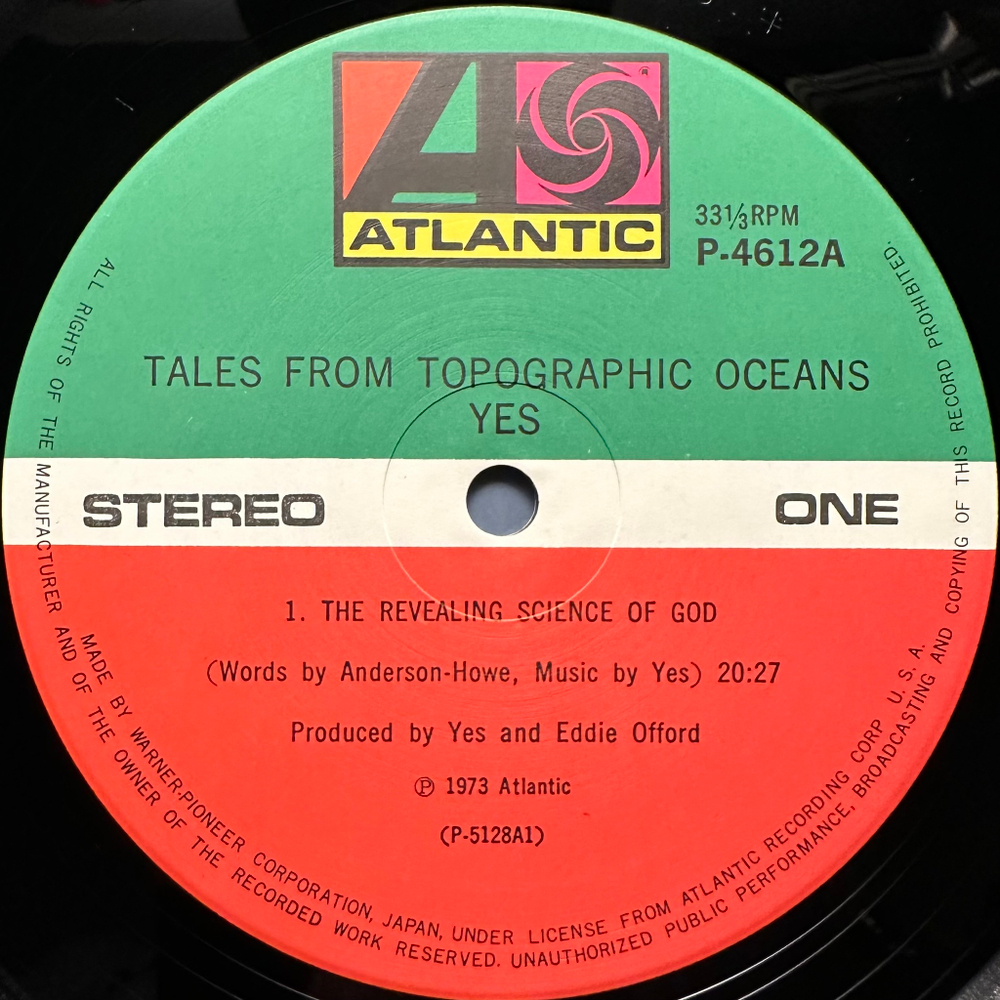 ATLANTIC
®
33⅓RPM
P-4612A
TALES FROM TOPOGRAPHIC OCEANS
YES
STEREO
ONE
1. THE REVEALING SCIENCE OF GOD
(Words by Anderson-Howe, Music by Yes) 20:27
Produced by Yes and Eddie Offord
Ⓟ 1973 Atlantic
(P-5128A1)
MADE BY WARNER-PIONEER CORPORATION, JAPAN, UNDER LICENSE FROM ATLANTIC RECORDING CORP U. S. A.
ALL RIGHTS OF THE MANUFACTURER AND OF THE OWNER OF THE RECORDED WORK RESERVED. UNAUTHORIZED PUBLIC PERFORMANCE, BROADCASTING AND COPYING OF THIS RECORD PROHIBITED.